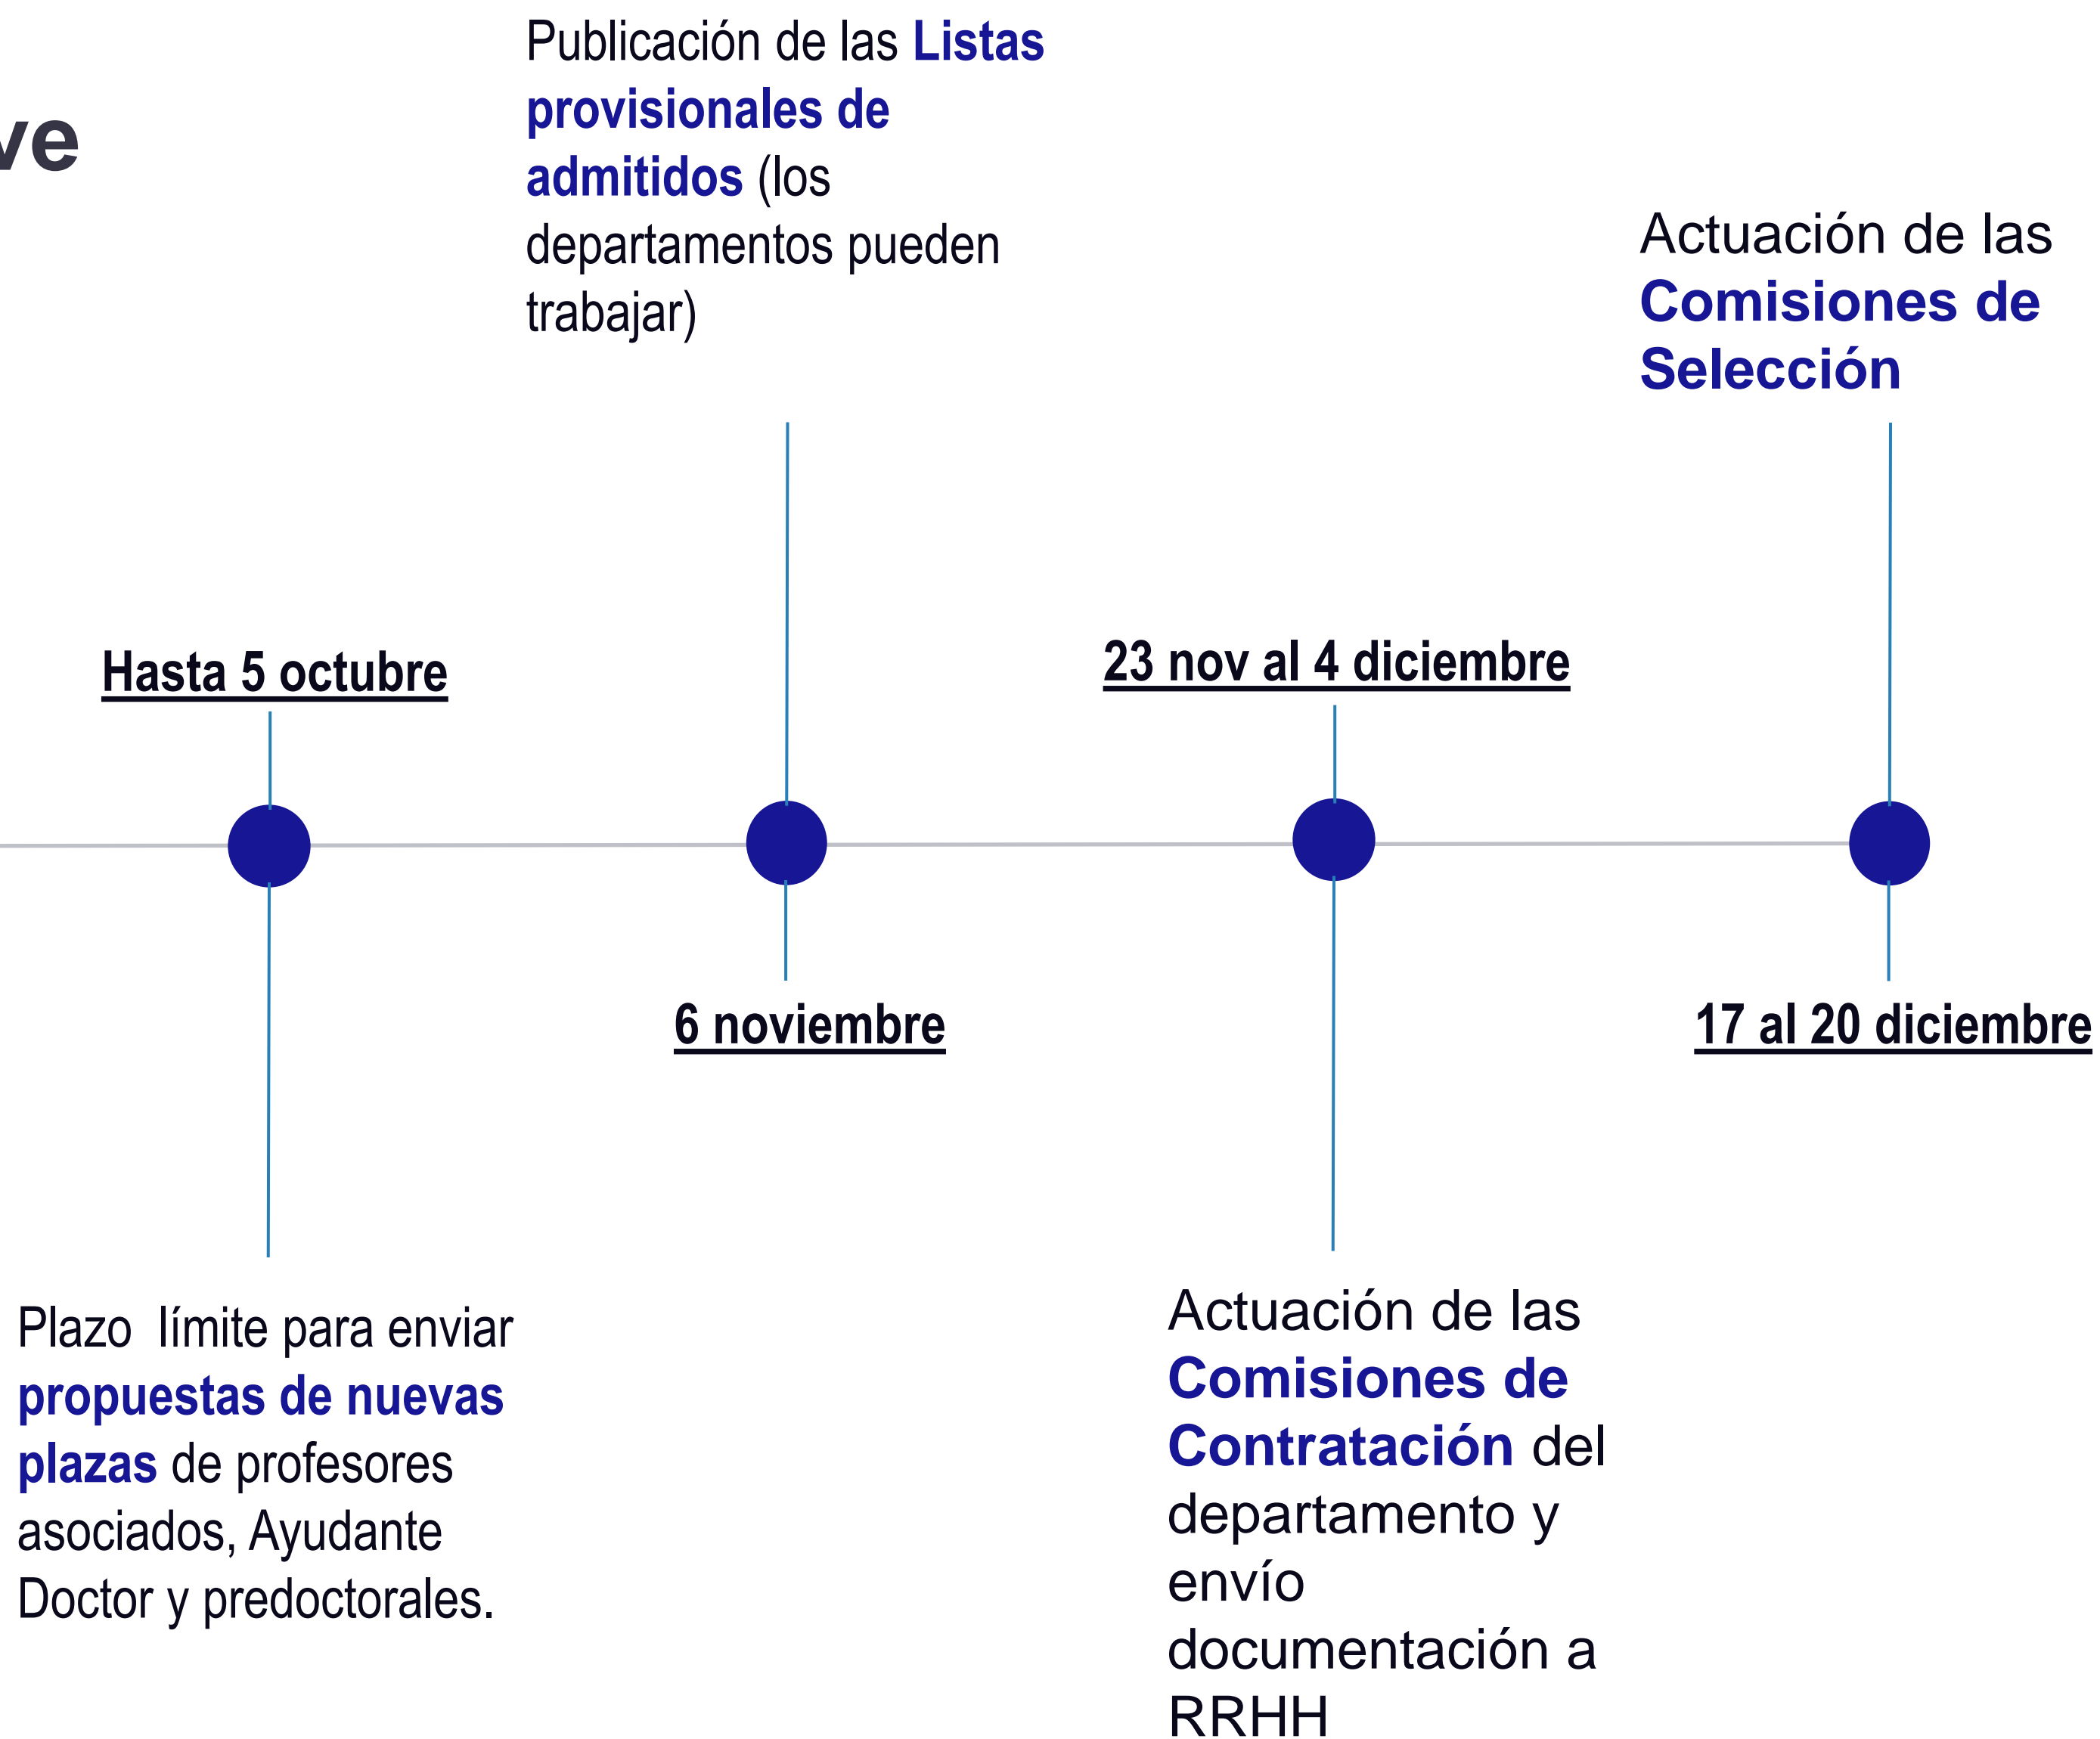 ve
Publicación de las Listas
provisionales de
admitidos (los
departamentos pueden
trabajar)
Actuación de las
Comisiones de
Selección
Hasta 5 octubre
23 nov al 4 diciembre
6 noviembre
17 al 20 diciembre
Plazo límite para enviar
propuestas de nuevas
plazas de profesores
asociados, Ayudante
Doctor y predoctorales.
Actuación de las
Comisiones de
Contratación del
departamento y
envío
documentación a
RRHH